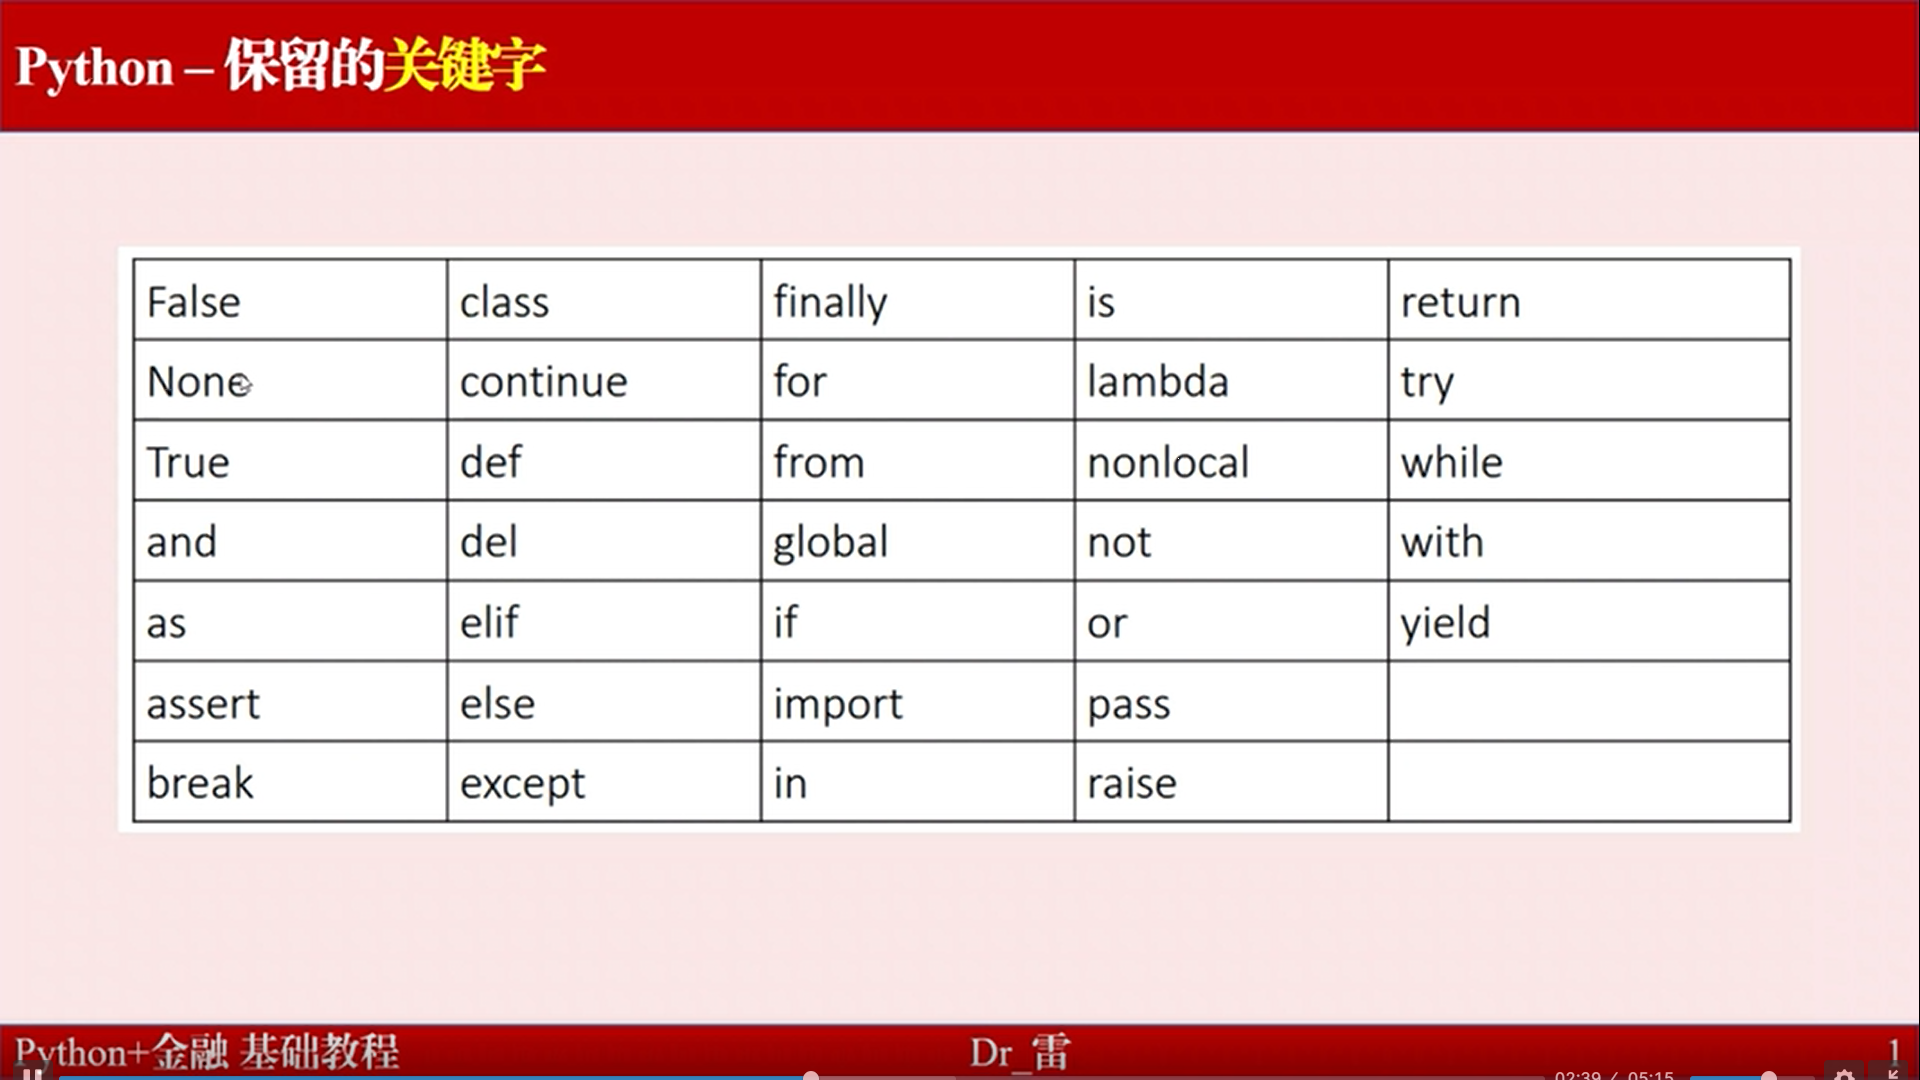 Python – 保留的关键字
False class finally is return
None continue for lambda try
True def from nonlocal while
and del global not with
as elif if or yield
assert else import pass
break except in raise
Python+金融 基础教程 Dr_雷 1
02:39 / 05:15